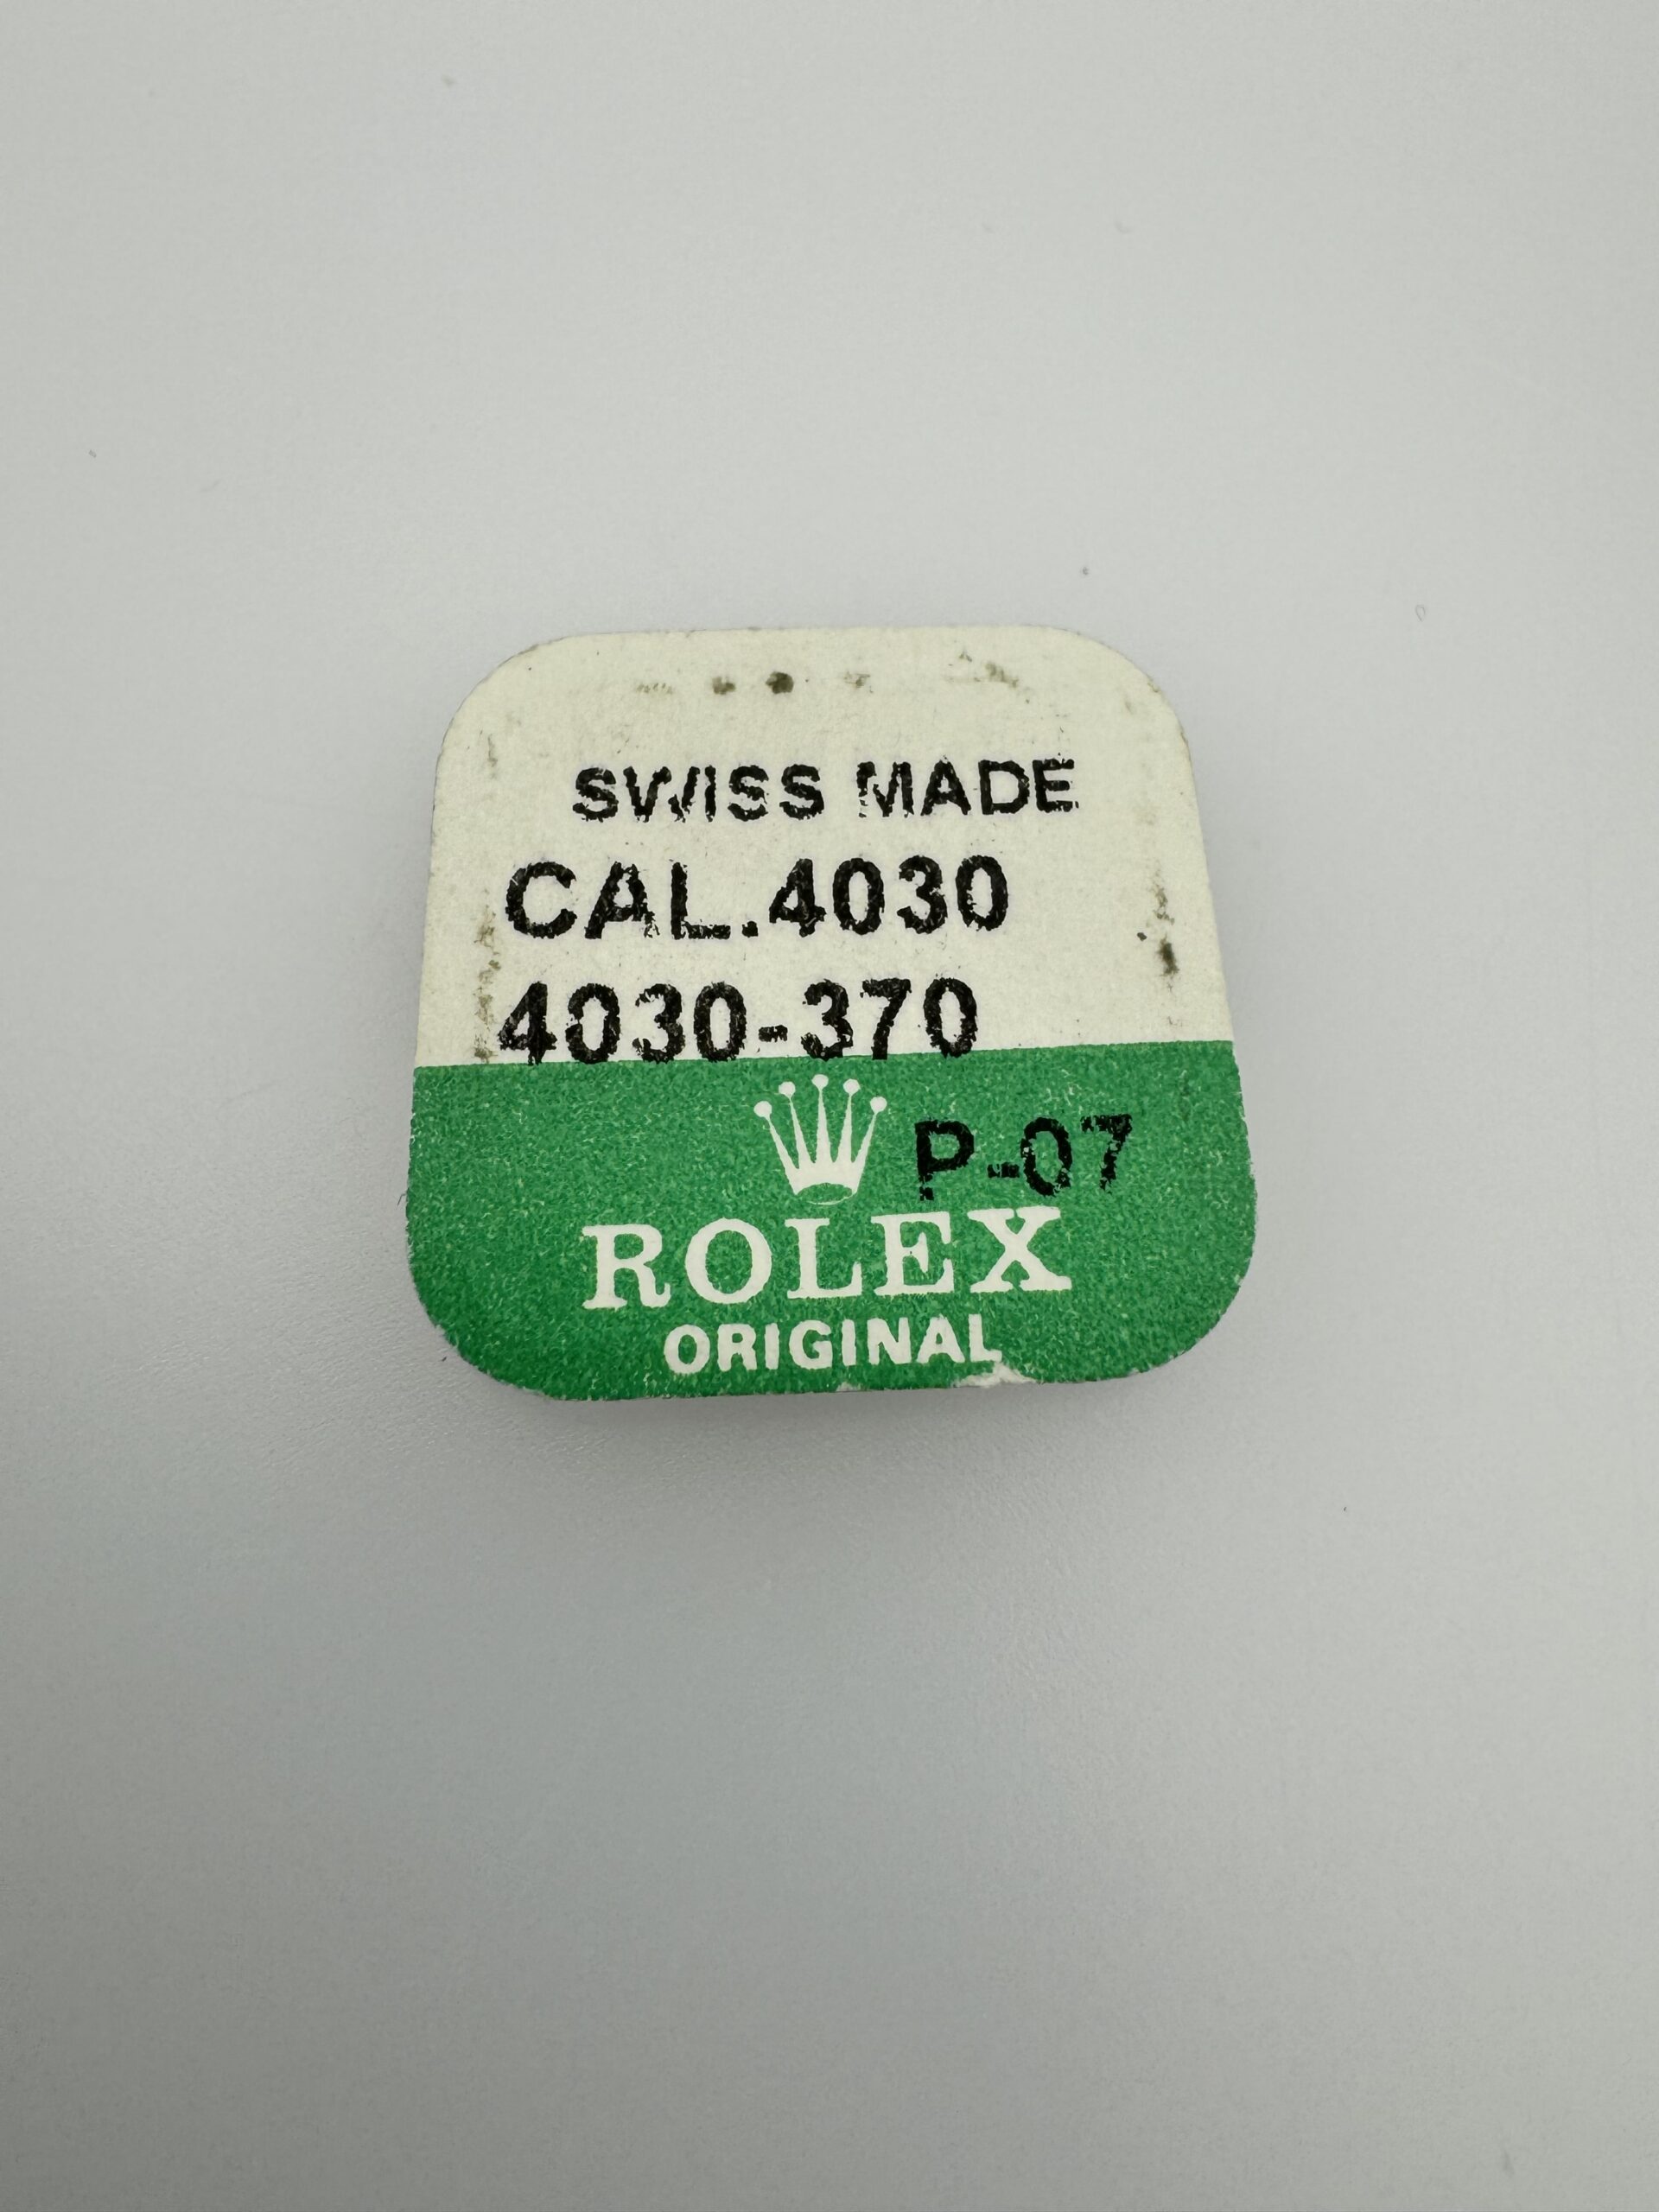 SWISS MADE
CAL.4030
4030-370
P-07
ROLEX
ORIGINAL